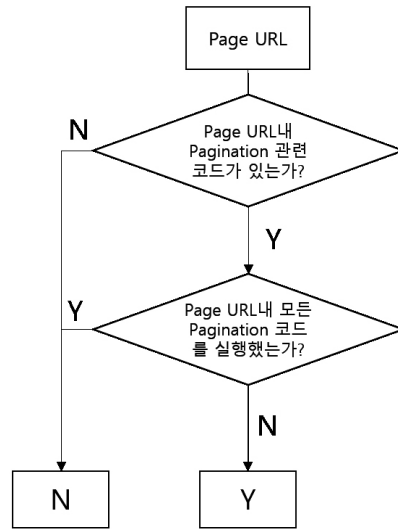 Page URL
N
Page URL내
Pagination 관련
코드가 있는가?
Y
Y
Page URL내 모든
Pagination 코드
를 실행했는가?
N
N
Y